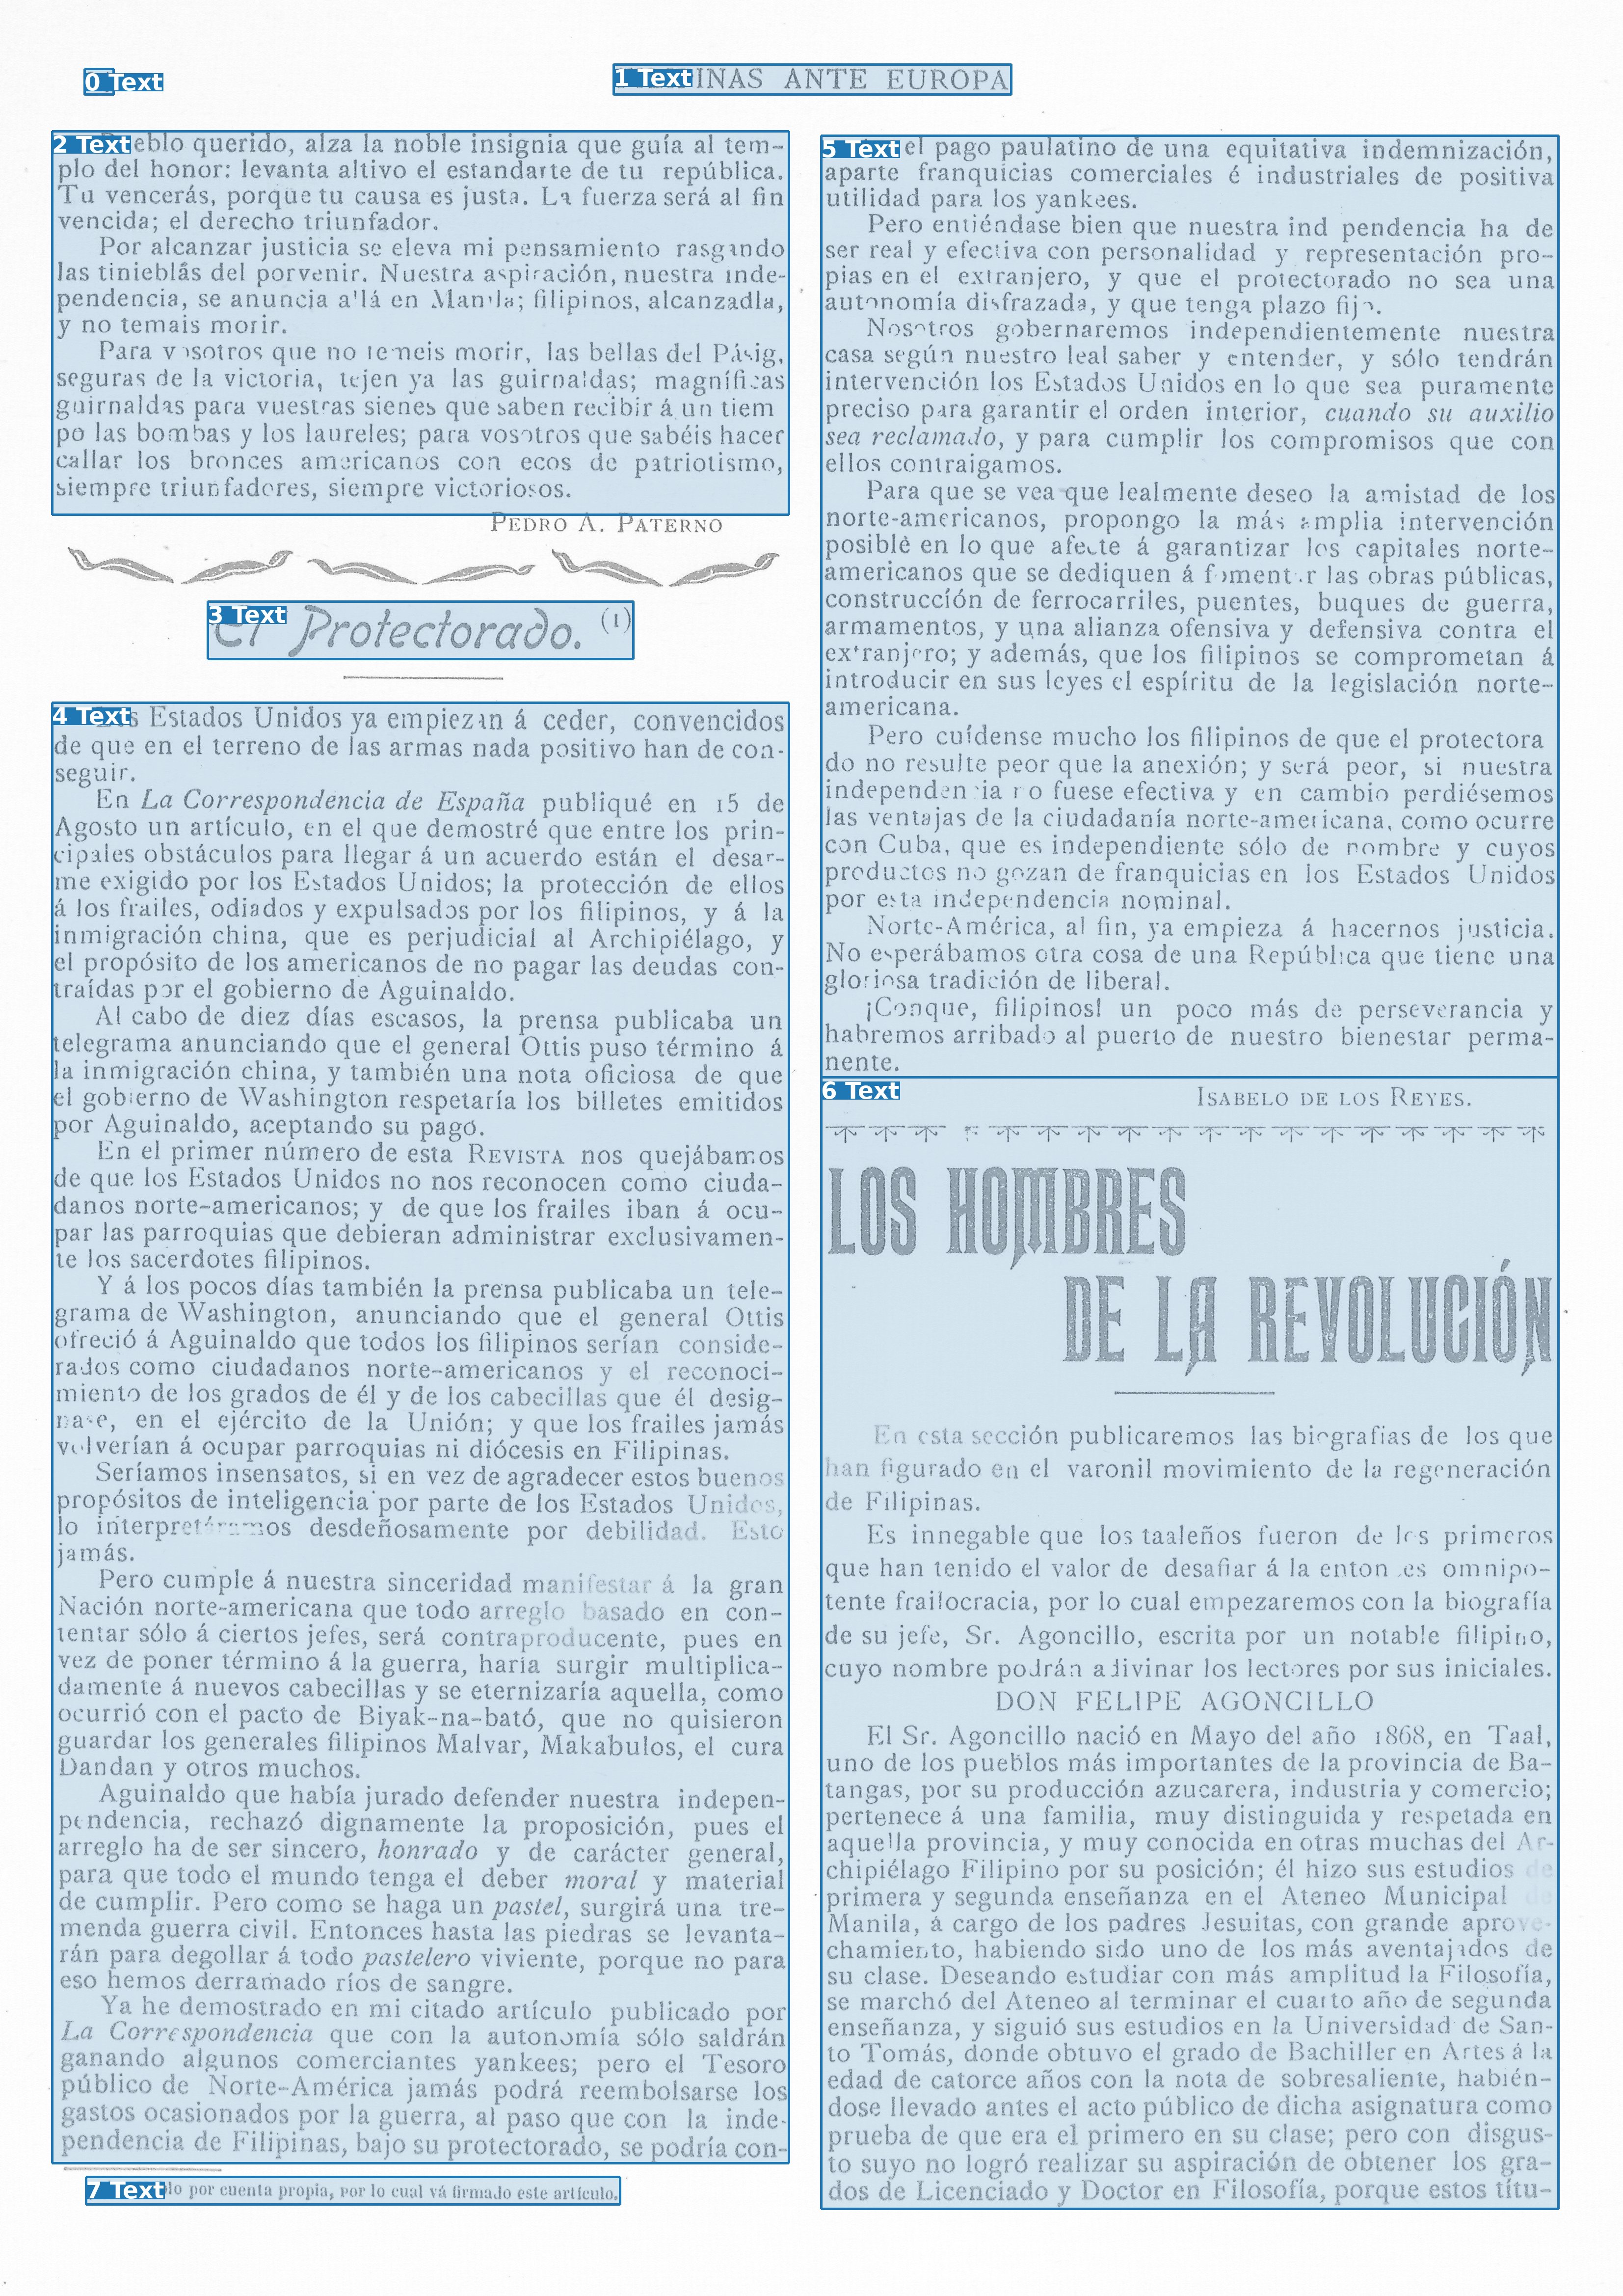 INAS ANTE EUROPA
eblo querido, alza la noble insignia que guía al tem-
plo del honor: levanta altivo el estandarte de tu república.
Tu vencerás, porque tu causa es justa. La fuerza será al fin
vencida; el derecho triunfador.
Por alcanzar justicia se eleva mi pensamiento rasgando
las tinieblas del porvenir. Nuestra aspiración, nuestra inde-
pendencia, se anuncia allá en Manila; filipinos, alcanzadla,
y no temais morir.
Para vosotros que no temeis morir, las bellas del Pásig,
seguras de la victoria, tejen ya las guirnaldas; magníficas
guirnaldas para vuestras sienes que saben recibir á un tiem
po las bombas y los laureles; para vosotros que sabéis hacer
callar los bronces americanos con ecos de patriotismo,
siempre triunfadores, siempre victoriosos.
PEDRO A. PATERNO
El Protectorado. (1)
Estados Unidos ya empiezan á ceder, convencidos
de que en el terreno de las armas nada positivo han de con-
seguir.
En La Correspondencia de España publiqué en 15 de
Agosto un artículo, en el que demostré que entre los prin-
cipales obstáculos para llegar á un acuerdo están el desar-
me exigido por los Estados Unidos; la protección de ellos
á los frailes, odiados y expulsados por los filipinos, y á la
inmigración china, que es perjudicial al Archipiélago, y
el propósito de los americanos de no pagar las deudas con-
traídas por el gobierno de Aguinaldo.
Al cabo de diez días escasos, la prensa publicaba un
telegrama anunciando que el general Ottis puso término á
la inmigración china, y también una nota oficiosa de que
el gobierno de Washington respetaría los billetes emitidos
por Aguinaldo, aceptando su pago.
En el primer número de esta REVISTA nos quejábamos
de que los Estados Unidos no nos reconocen como ciuda-
danos norte-americanos; y de que los frailes iban á ocu-
par las parroquias que debieran administrar exclusivamen-
te los sacerdotes filipinos.
Y á los pocos días también la prensa publicaba un tele-
grama de Washington, anunciando que el general Ottis
ofreció á Aguinaldo que todos los filipinos serían conside-
rados como ciudadanos norte-americanos y el reconoci-
miento de los grados de él y de los cabecillas que él desig-
nase, en el ejército de la Unión; y que los frailes jamás
volverían á ocupar parroquias ni diócesis en Filipinas.
Seríamos insensatos, si en vez de agradecer estos buenos
propósitos de inteligencia por parte de los Estados Unidos,
lo interpretáramos desdeñosamente por debilidad. Esto
jamás.
Pero cumple á nuestra sinceridad manifestar á la gran
Nación norte-americana que todo arreglo basado en con-
tentar sólo á ciertos jefes, será contraproducente, pues en
vez de poner término á la guerra, haría surgir multiplica-
damente á nuevos cabecillas y se eternizaría aquella, como
ocurrió con el pacto de Biyak-na-bató, que no quisieron
guardar los generales filipinos Malvar, Makabulos, el cura
Dandan y otros muchos.
Aguinaldo que había jurado defender nuestra indepen-
pendencia, rechazó dignamente la proposición, pues el
arreglo ha de ser sincero, honrado y de carácter general,
para que todo el mundo tenga el deber moral y material
de cumplir. Pero como se haga un pastel, surgirá una tre-
menda guerra civil. Entonces hasta las piedras se levanta-
rán para degollar á todo pastelero viviente, porque no para
eso hemos derramado ríos de sangre.
Ya he demostrado en mi citado artículo publicado por
La Correspondencia que con la autonomía sólo saldrán
ganando algunos comerciantes yankees; pero el Tesoro
público de Norte-América jamás podrá reembolsarse los
gastos ocasionados por la guerra, al paso que con la inde-
pendencia de Filipinas, bajo su protectorado, se podría con-
lo por cuenta propia, por lo cual vá firmado este artículo.
el pago paulatino de una equitativa indemnización,
aparte franquicias comerciales é industriales de positiva
utilidad para los yankees.
Pero entiéndase bien que nuestra ind pendencia ha de
ser real y efectiva con personalidad y representación pro-
pias en el extranjero, y que el protectorado no sea una
autonomía disfrazada, y que tenga plazo fijo.
Nosotros gobernaremos independientemente nuestra
casa según nuestro leal saber y entender, y sólo tendrán
intervención los Estados Unidos en lo que sea puramente
preciso para garantir el orden interior, cuando su auxilio
sea reclamado, y para cumplir los compromisos que con
ellos contraigamos.
Para que se vea que lealmente deseo la amistad de los
norte-americanos, propongo la más amplia intervención
posible en lo que afecte á garantizar los capitales norte-
americanos que se dediquen á fomentar las obras públicas,
construcción de ferrocarriles, puentes, buques de guerra,
armamentos, y una alianza ofensiva y defensiva contra el
extranjero; y además, que los filipinos se comprometan á
introducir en sus leyes el espíritu de la legislación norte-
americana.
Pero cuídense mucho los filipinos de que el protectora
do no resulte peor que la anexión; y será peor, si nuestra
independencia no fuese efectiva y en cambio perdiésemos
las ventajas de la ciudadanía norte-americana, como ocurre
con Cuba, que es independiente sólo de nombre y cuyos
productos no gozan de franquicias en los Estados Unidos
por esta independencia nominal.
Norte-América, al fin, ya empieza á hacernos justicia.
No esperábamos otra cosa de una República que tiene una
gloriosa tradición de liberal.
¡Conque, filipinos! un poco más de perseverancia y
habremos arribado al puerto de nuestro bienestar perma-
nente.
ISABELO DE LOS REYES.
LOS HOMBRES
DE LA REVOLUCIÓN
En esta sección publicaremos las biografias de los que
han figurado en el varonil movimiento de la regeneración
de Filipinas.
Es innegable que los taaleños fueron de los primeros
que han tenido el valor de desafiar á la entonces omnipo-
tente frailocracia, por lo cual empezaremos con la biografía
de su jefe, Sr. Agoncillo, escrita por un notable filipino,
cuyo nombre podrán adivinar los lectores por sus iniciales.
DON FELIPE AGONCILLO
El Sr. Agoncillo nació en Mayo del año 1868, en Taal,
uno de los pueblos más importantes de la provincia de Ba-
tangas, por su producción azucarera, industria y comercio;
pertenece á una familia, muy distinguida y respetada en
aquella provincia, y muy conocida en otras muchas del Ar-
chipiélago Filipino por su posición; él hizo sus estudios de
primera y segunda enseñanza en el Ateneo Municipal de
Manila, á cargo de los padres Jesuitas, con grande aprove-
chamiento, habiendo sido uno de los más aventajados de
su clase. Deseando estudiar con más amplitud la Filosofía,
se marchó del Ateneo al terminar el cuarto año de segunda
enseñanza, y siguió sus estudios en la Universidad de San-
to Tomás, donde obtuvo el grado de Bachiller en Artes á la
edad de catorce años con la nota de sobresaliente, habién-
dose llevado antes el acto público de dicha asignatura como
prueba de que era el primero en su clase; pero con disgus-
to suyo no logró realizar su aspiración de obtener los gra-
dos de Licenciado y Doctor en Filosofía, porque estos títu-